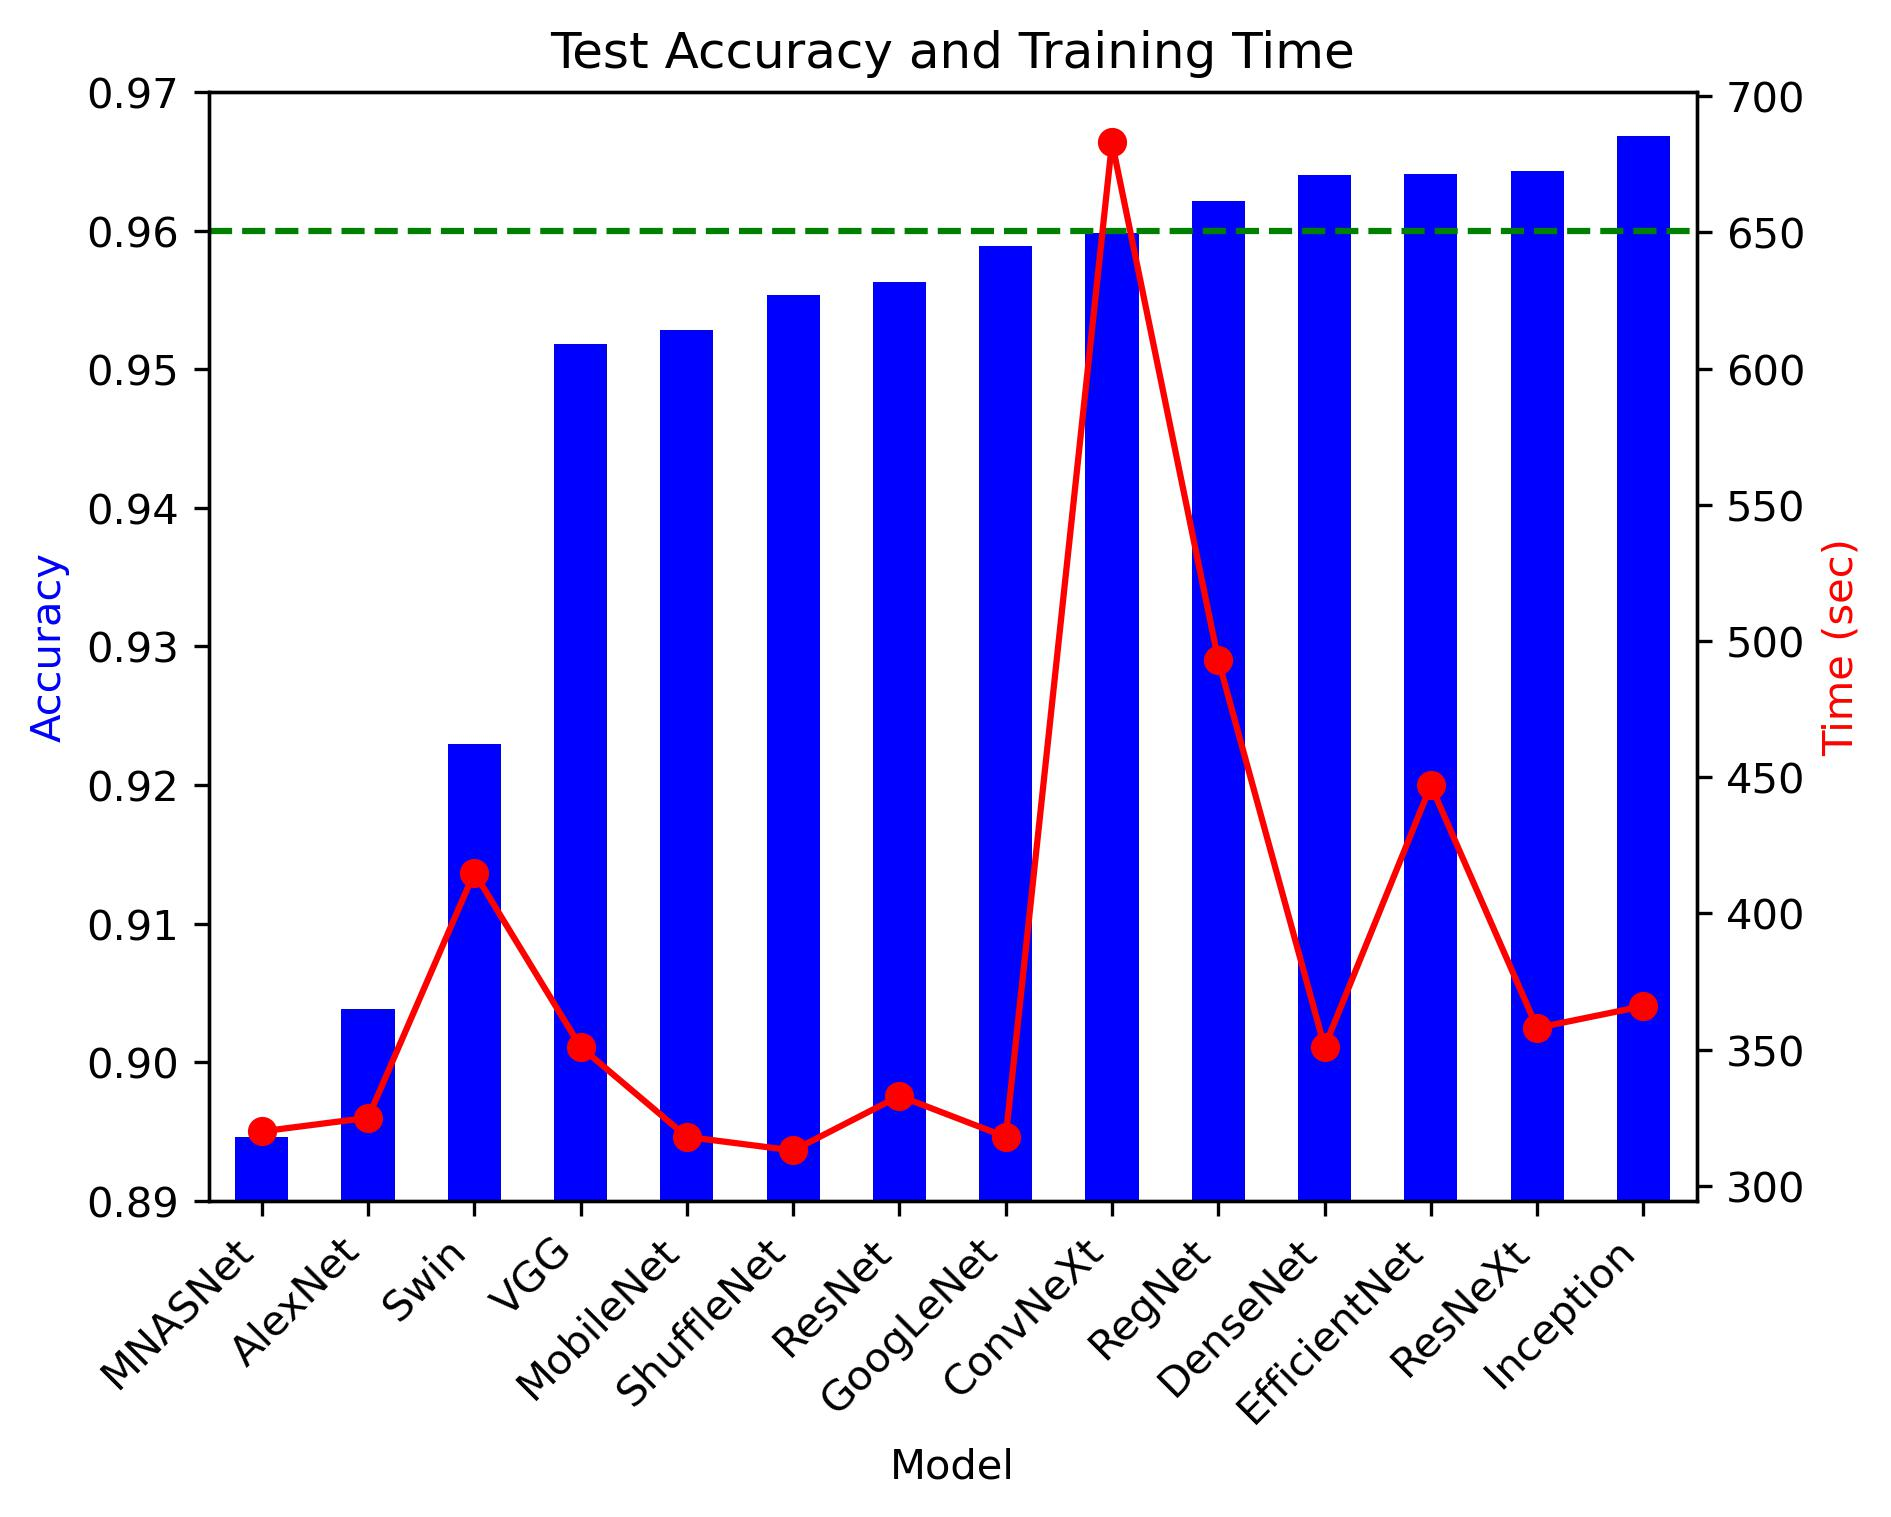 Test Accuracy and Training Time
0.97
0.96
0.95
0.94
0.93
0.92
0.91
0.90
0.89
Accuracy
700
650
600
550
500
450
400
350
300
Time (sec)
MNASNet
AlexNet
Swin
VGG
MobileNet
ShuffleNet
ResNet
GoogLeNet
ConvNeXt
RegNet
DenseNet
EfficientNet
ResNeXt
Inception
Model